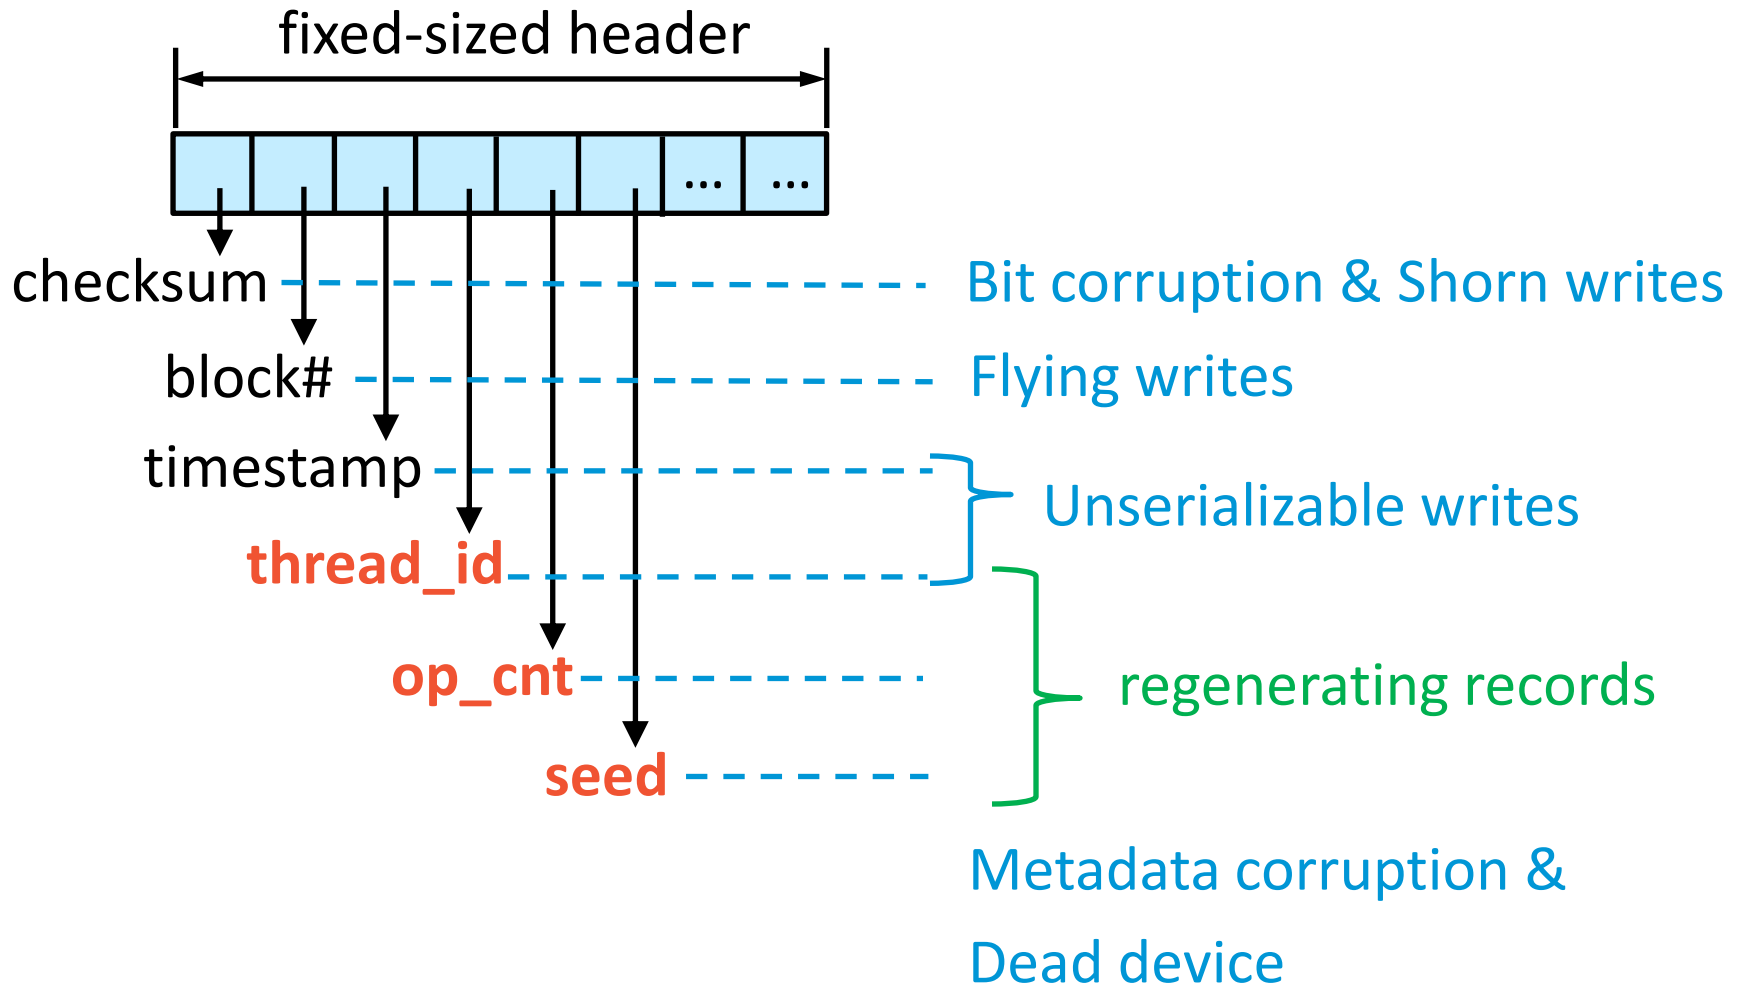 fixed-sized header
... ...
checksum
Bit corruption & Shorn writes
block#
Flying writes
timestamp
Unserializable writes
thread_id
op_cnt
regenerating records
seed
Metadata corruption &
Dead device